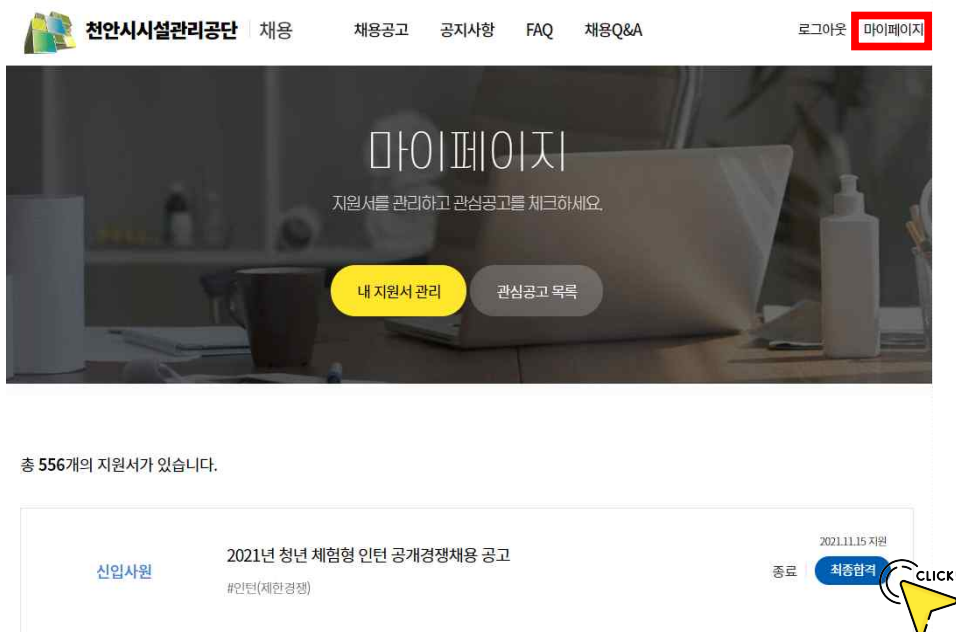 천안시시설관리공단 채용 채용공고 공지사항 FAQ 채용Q&A 로그아웃 마이페이지
마이페이지
지원서를 관리하고 관심공고를 체크하세요.
내 지원서 관리 관심공고 목록
총 556개의 지원서가 있습니다.
2021.11.15 지원
신입사원 2021년 청년 체험형 인턴 공개경쟁채용 공고 종료 최종합격
#인턴(제한경쟁)
CLICK